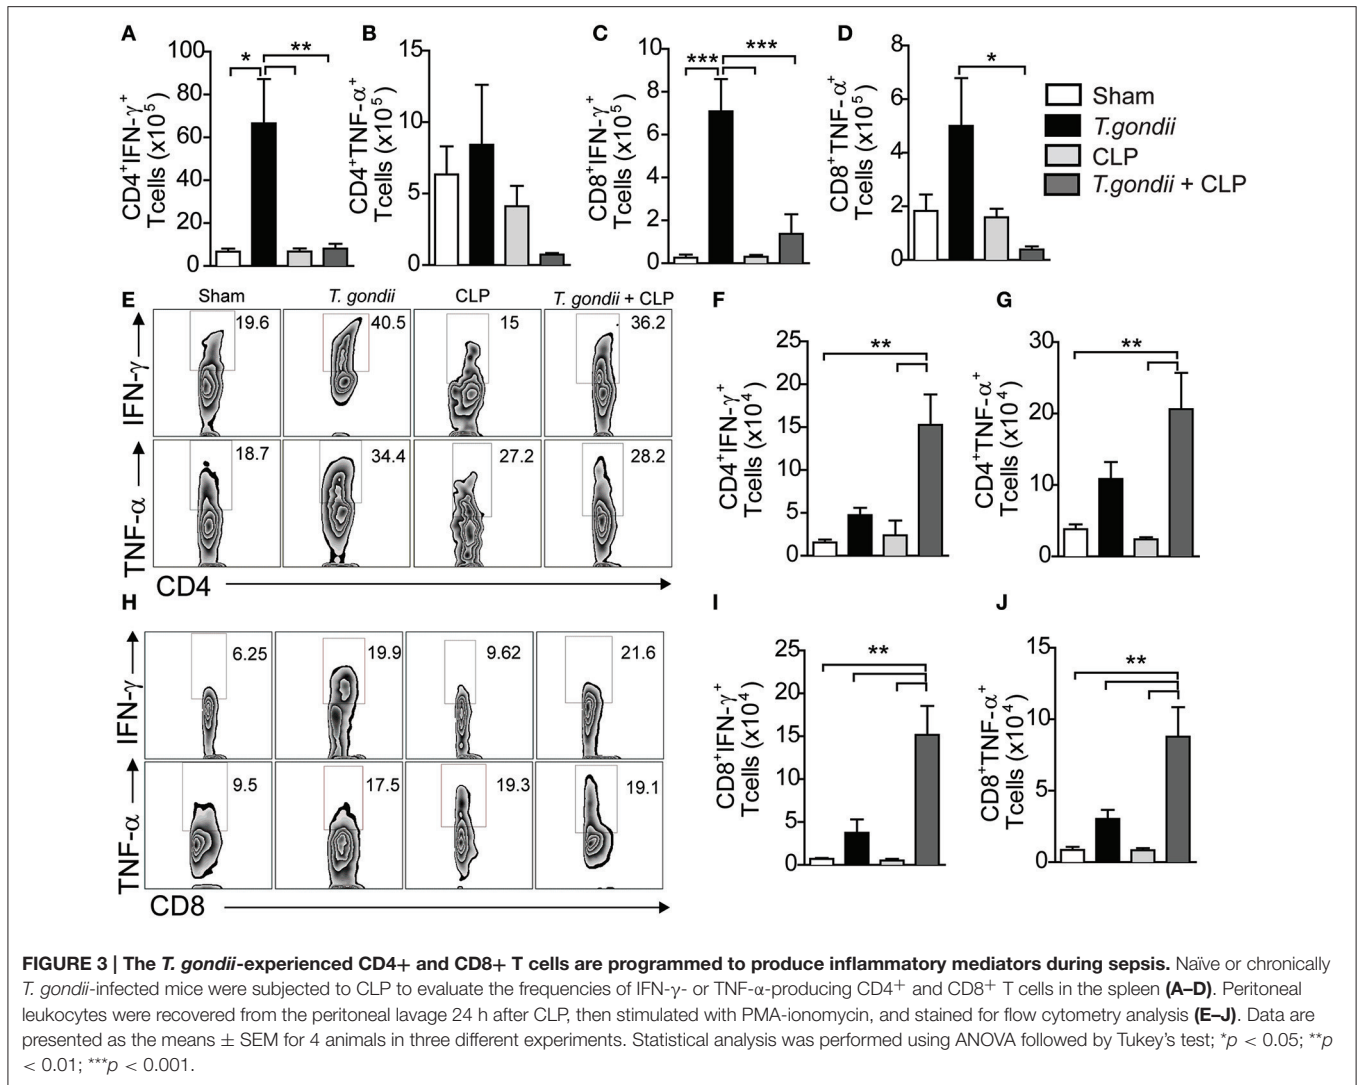 A
CD4+IFN-γ+
Tcells (x10^5)
100
80
60
40
20
0
*
**
B
CD4+TNF-α+
Tcells (x10^5)
15
10
5
0
C
CD8+IFN-γ+
Tcells (x10^5)
10
8
6
4
2
0
***
***
D
CD8+TNF-α+
Tcells (x10^5)
8
6
4
2
0
*
Sham
T.gondii
CLP
T.gondii + CLP
E
Sham
T. gondii
CLP
T. gondii + CLP
IFN-γ
19.6
40.5
15
36.2
TNF-α
18.7
34.4
27.2
28.2
CD4
F
CD4+IFN-γ+
Tcells (x10^4)
25
20
15
10
5
0
**
G
CD4+TNF-α+
Tcells (x10^4)
30
20
10
0
**
H
IFN-γ
6.25
19.9
9.62
21.6
TNF-α
9.5
17.5
19.3
19.1
CD8
I
CD8+IFN-γ+
Tcells (x10^4)
25
20
15
10
5
0
**
J
CD8+TNF-α+
Tcells (x10^4)
15
10
5
0
**
FIGURE 3 | The T. gondii-experienced CD4+ and CD8+ T cells are programmed to produce inflammatory mediators during sepsis. Naïve or chronically
T. gondii-infected mice were subjected to CLP to evaluate the frequencies of IFN-γ- or TNF-α-producing CD4+ and CD8+ T cells in the spleen (A–D). Peritoneal
leukocytes were recovered from the peritoneal lavage 24 h after CLP, then stimulated with PMA-ionomycin, and stained for flow cytometry analysis (E–J). Data are
presented as the means ± SEM for 4 animals in three different experiments. Statistical analysis was performed using ANOVA followed by Tukey's test; *p < 0.05; **p
< 0.01; ***p < 0.001.